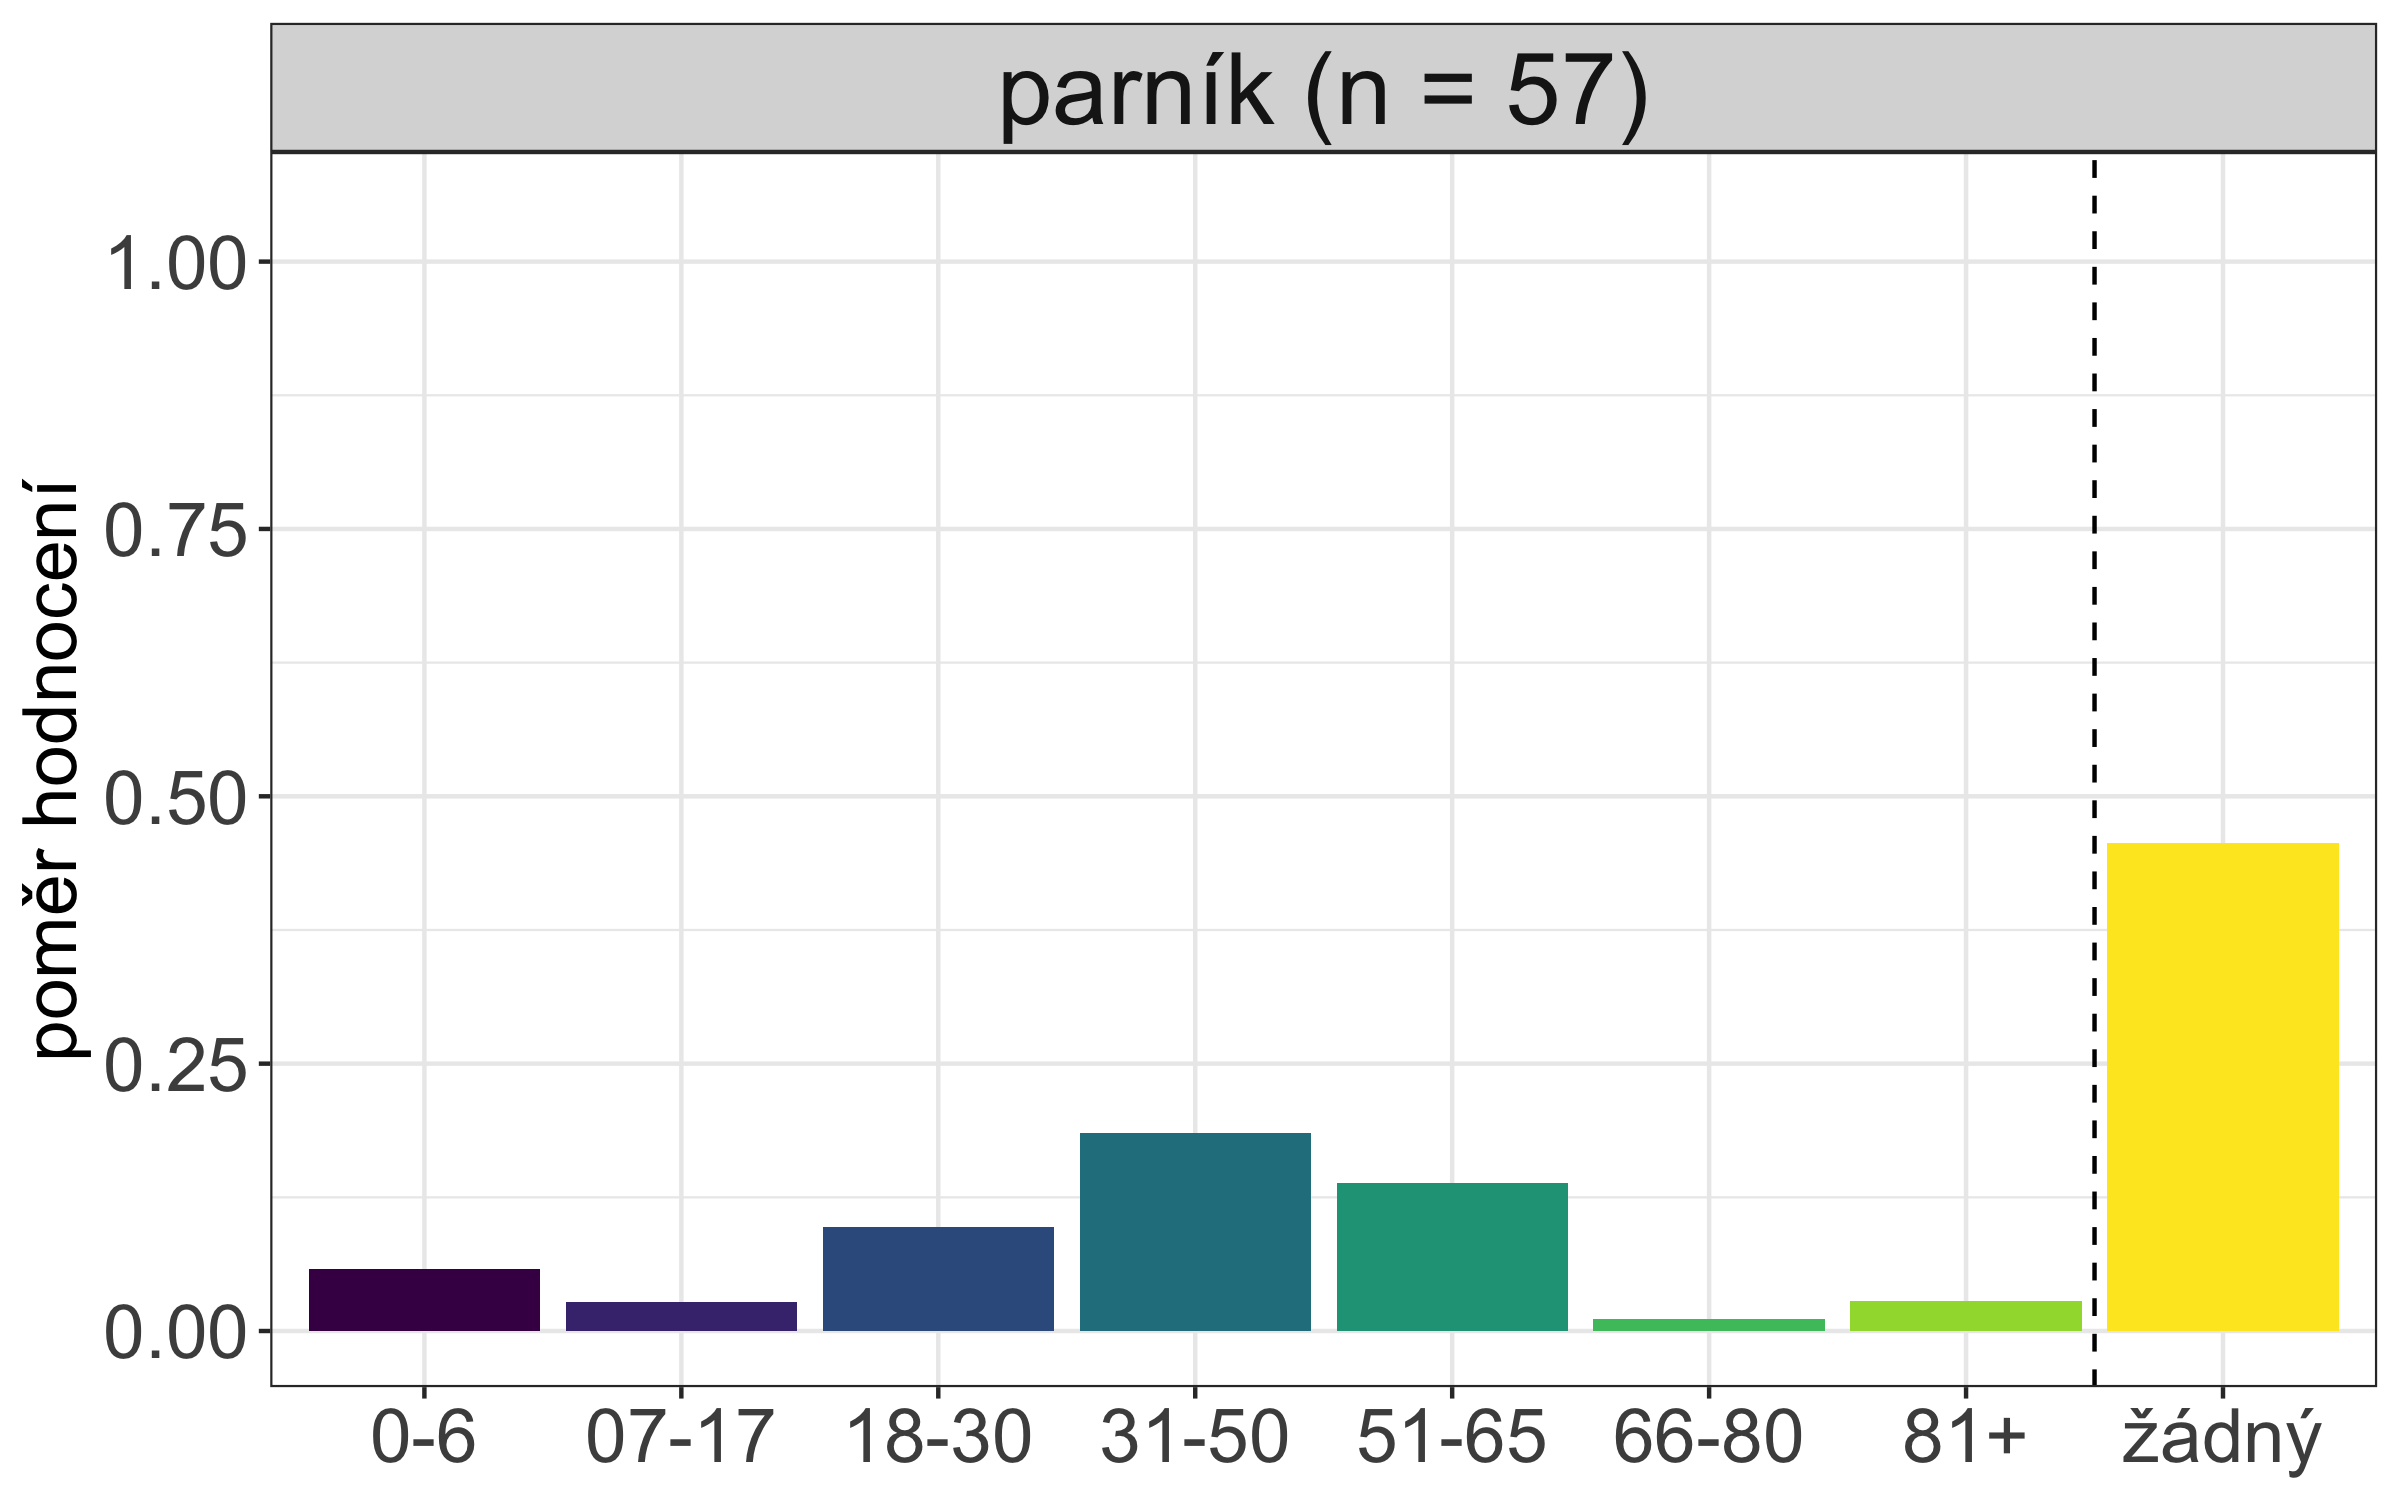 parník (n = 57)
poměr hodnocení
1.00
0.75
0.50
0.25
0.00
0-6 07-17 18-30 31-50 51-65 66-80 81+ žádný